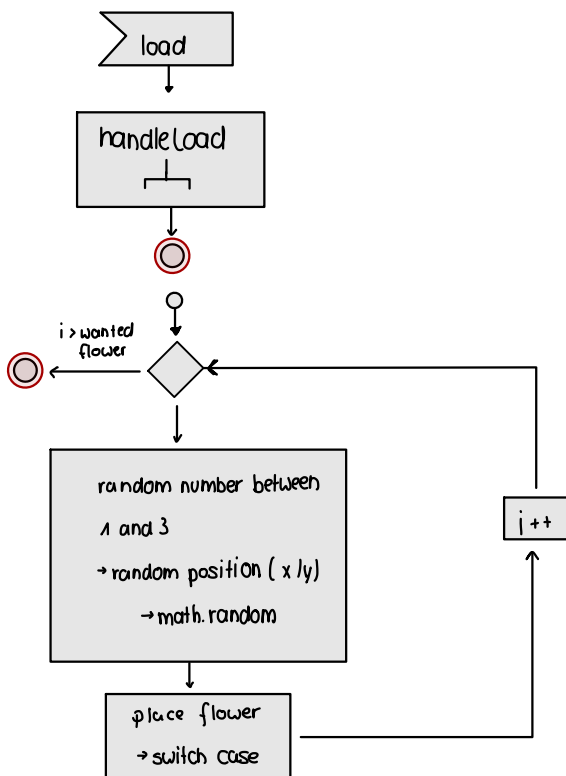 load
handleLoad
i > wanted
flower
random number between
1 and 3
→ random position ( x / y )
→ math.random
i ++
place flower
→ switch case